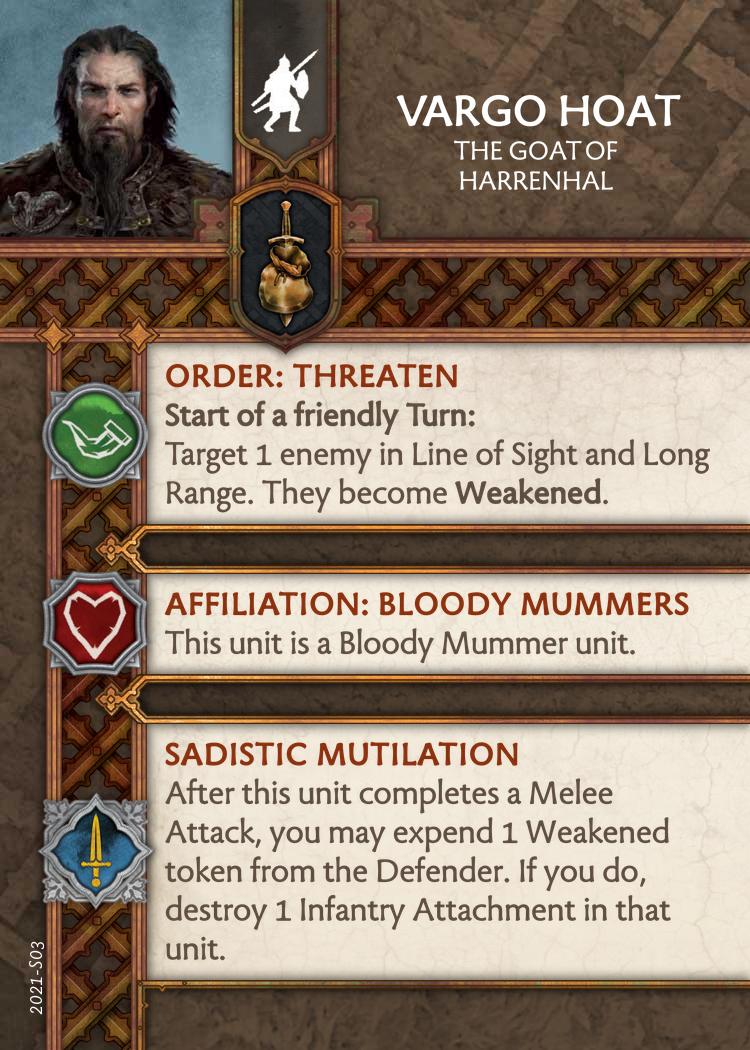 VARGO HOAT
THE GOAT OF
HARRENHAL
ORDER: THREATEN
Start of a friendly Turn:
Target 1 enemy in Line of Sight and Long
Range. They become Weakened.
AFFILIATION: BLOODY MUMMERS
This unit is a Bloody Mummer unit.
SADISTIC MUTILATION
After this unit completes a Melee
Attack, you may expend 1 Weakened
token from the Defender. If you do,
destroy 1 Infantry Attachment in that
unit.
2021-S03